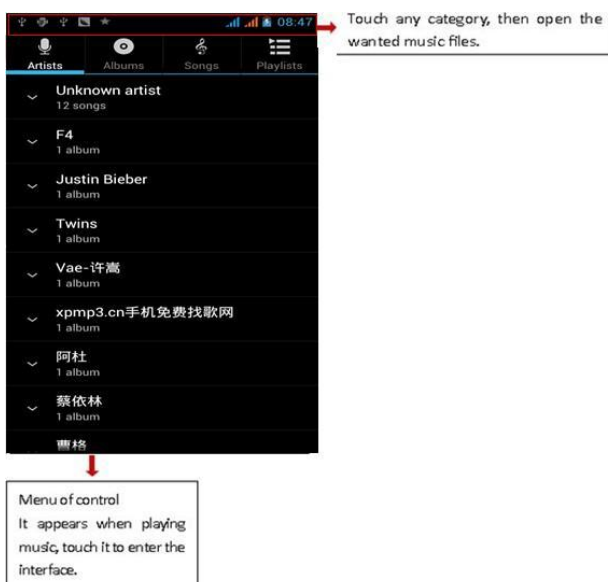 08:47
Touch any category, then open the
wanted music files.
Artists Albums Songs Playlists
Unknown artist
12 songs
F4
1 album
Justin Bieber
1 album
Twins
1 album
Vae-许嵩
1 album
xpmp3.cn手机免费找歌网
1 album
阿杜
1 album
蔡依林
1 album
曹格
Menu of control
It appears when playing
music, touch it to enter the
interface.